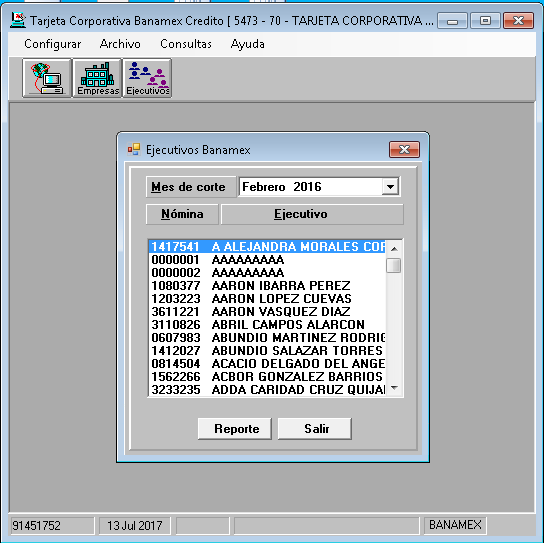 Tarjeta Corporativa Banamex Credito [ 5473 - 70 - TARJETA CORPORATIVA ...
Configurar Archivo Consultas Ayuda
Empresas Ejecutivos
Ejecutivos Banamex
Mes de corte Febrero 2016
Nómina Ejecutivo
1417541 A ALEJANDRA MORALES COR
0000001 AAAAAAAAA
0000002 AAAAAAAAA
1080377 AARON IBARRA PEREZ
1203223 AARON LOPEZ CUEVAS
3611221 AARON VASQUEZ DIAZ
3110826 ABRIL CAMPOS ALARCON
0607983 ABUNDIO MARTINEZ RODRIG
1412027 ABUNDIO SALAZAR TORRES
0814504 ACACIO DELGADO DEL ANGE
1562266 ACBOR GONZALEZ BARRIOS
3233235 ADDA CARIDAD CRUZ QUIJA
Reporte Salir
91451752 13 Jul 2017 BANAMEX